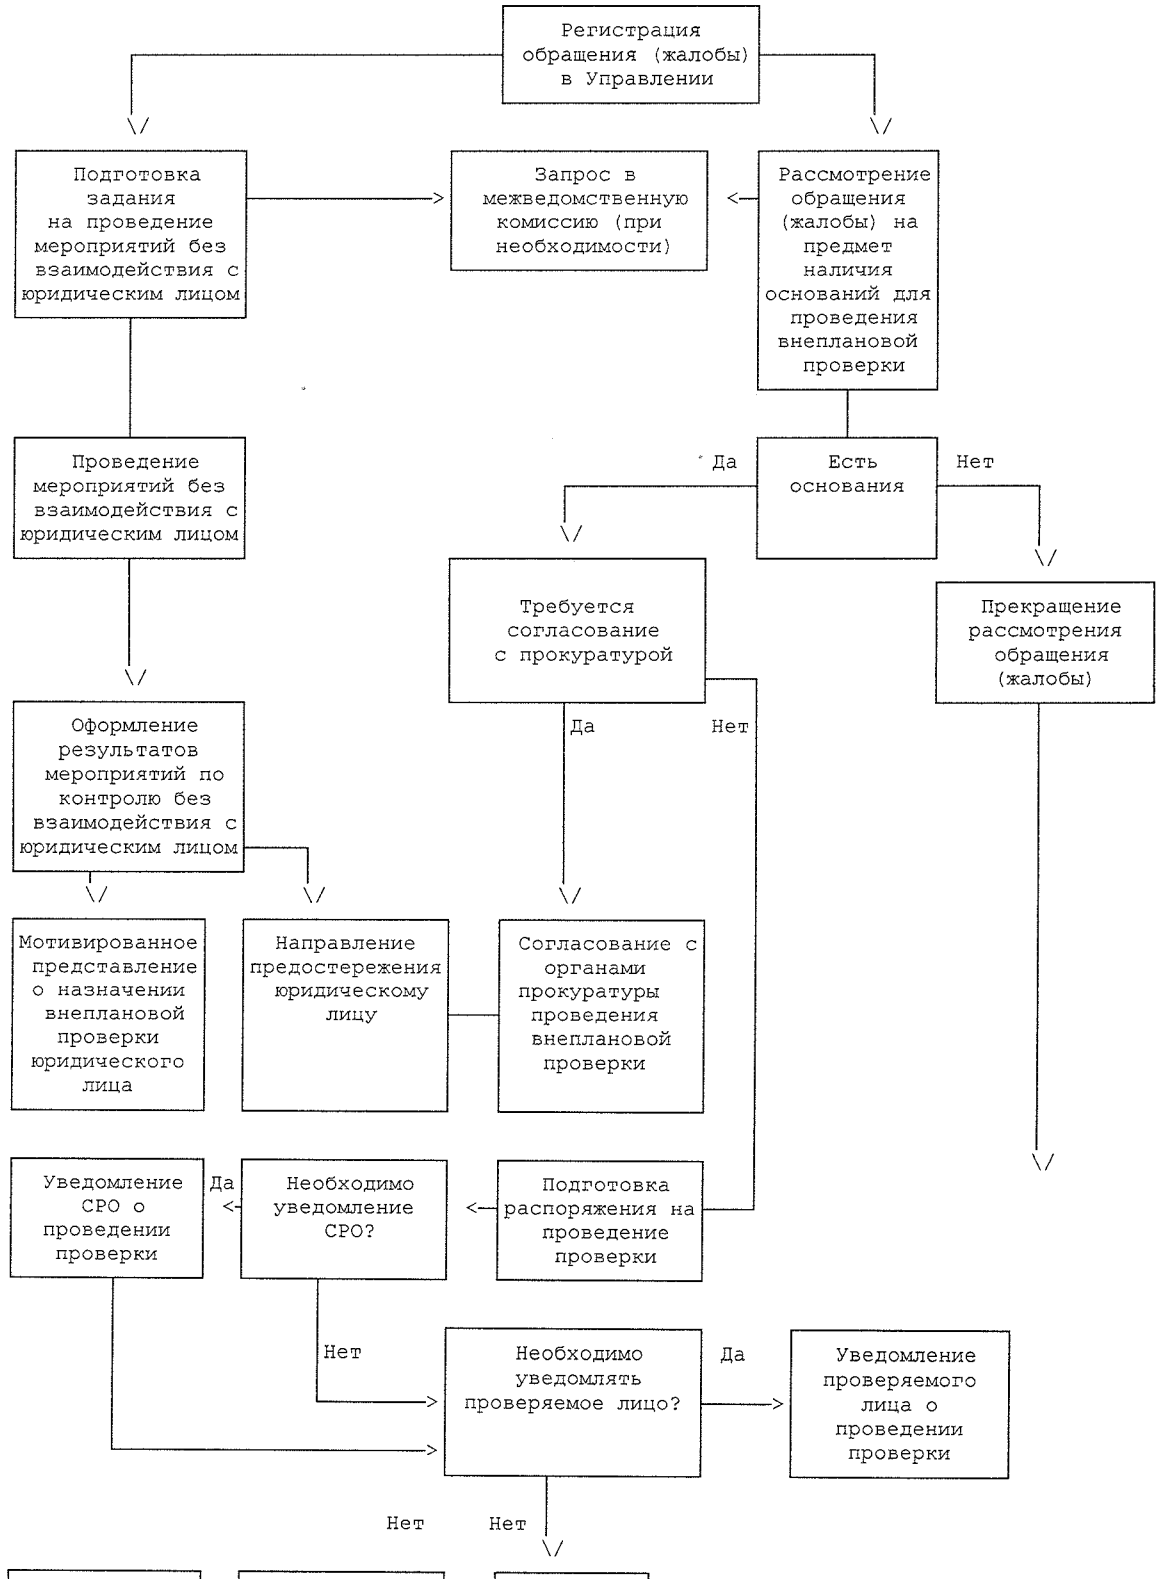 Регистрация
обращения (жалобы)
в Управлении
\/
\/
Подготовка
задания
на проведение
мероприятий без
взаимодействия с
юридическим лицом
>
Запрос в
межведомственную
комиссию (при
необходимости)
<
Рассмотрение
обращения
(жалобы) на
предмет
наличия
оснований для
проведения
внеплановой
проверки
Проведение
мероприятий без
взаимодействия с
юридическим лицом
Да
Есть
основания
Нет
\/
\/
Требуется
согласование
с прокуратурой
Прекращение
рассмотрения
обращения
(жалобы)
\/
Да
Нет
Оформление
результатов
мероприятий по
контролю без
взаимодействия с
юридическим лицом
\/
\/
\/
Мотивированное
представление
о назначении
внеплановой
проверки
юридического
лица
Направление
предостережения
юридическому
лицу
Согласование с
органами
прокуратуры
проведения
внеплановой
проверки
\/
Уведомление
СРО о
проведении
проверки
Да
<
Необходимо
уведомление
СРО?
<
Подготовка
распоряжения на
проведение
проверки
Нет
>
>
Необходимо
уведомлять
проверяемое лицо?
Да
>
Уведомление
проверяемого
лица о
проведении
проверки
Нет
Нет
\/